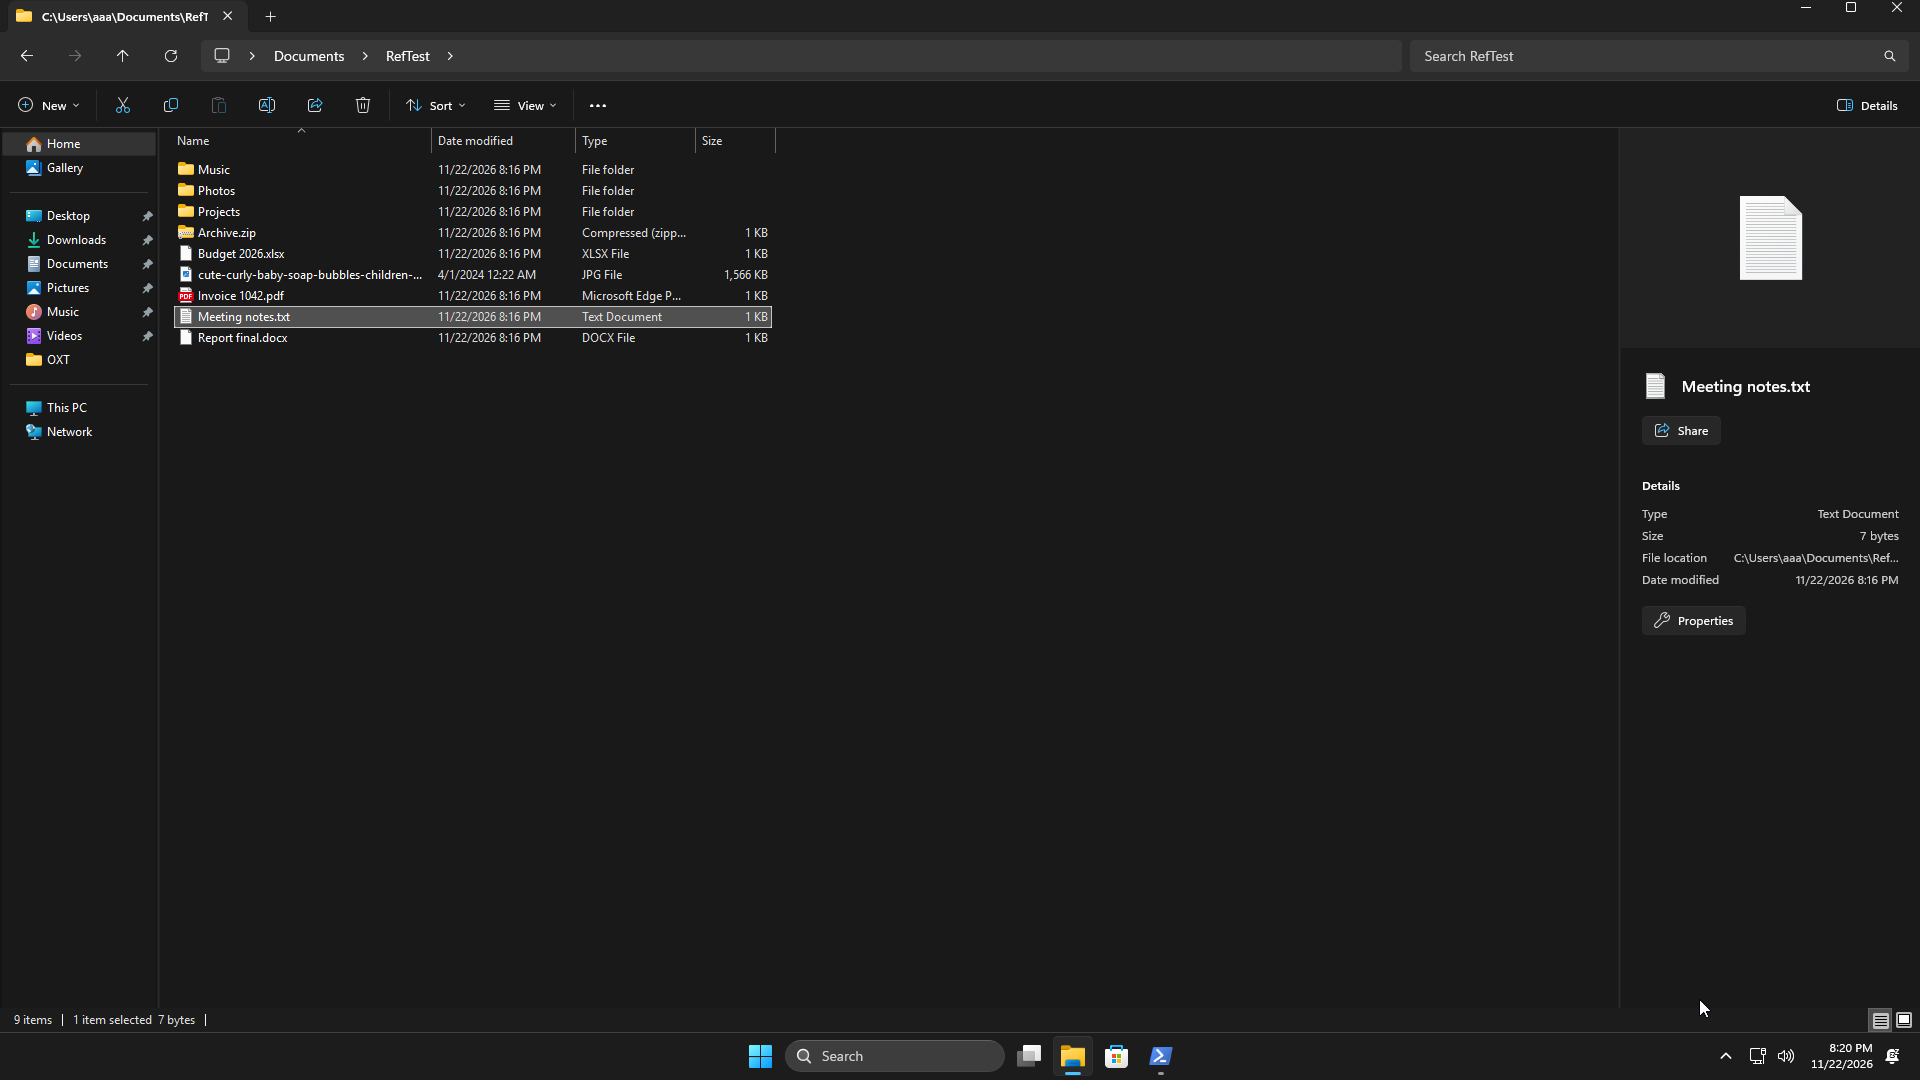 C:\Users\aaa\Documents\RefT
Documents
RefTest
Search RefTest
New
Sort
View
Details
Home
Gallery
Desktop
Downloads
Documents
Pictures
Music
Videos
OXT
This PC
Network
Name Date modified Type Size
Music 11/22/2026 8:16 PM File folder
Photos 11/22/2026 8:16 PM File folder
Projects 11/22/2026 8:16 PM File folder
Archive.zip 11/22/2026 8:16 PM Compressed (zipp... 1 KB
Budget 2026.xlsx 11/22/2026 8:16 PM XLSX File 1 KB
cute-curly-baby-soap-bubbles-children-... 4/1/2024 12:22 AM JPG File 1,566 KB
Invoice 1042.pdf 11/22/2026 8:16 PM Microsoft Edge P... 1 KB
Meeting notes.txt 11/22/2026 8:16 PM Text Document 1 KB
Report final.docx 11/22/2026 8:16 PM DOCX File 1 KB
Meeting notes.txt
Share
Details
Type Text Document
Size 7 bytes
File location C:\Users\aaa\Documents\Ref...
Date modified 11/22/2026 8:16 PM
Properties
9 items 1 item selected 7 bytes
Search
8:20 PM
11/22/2026